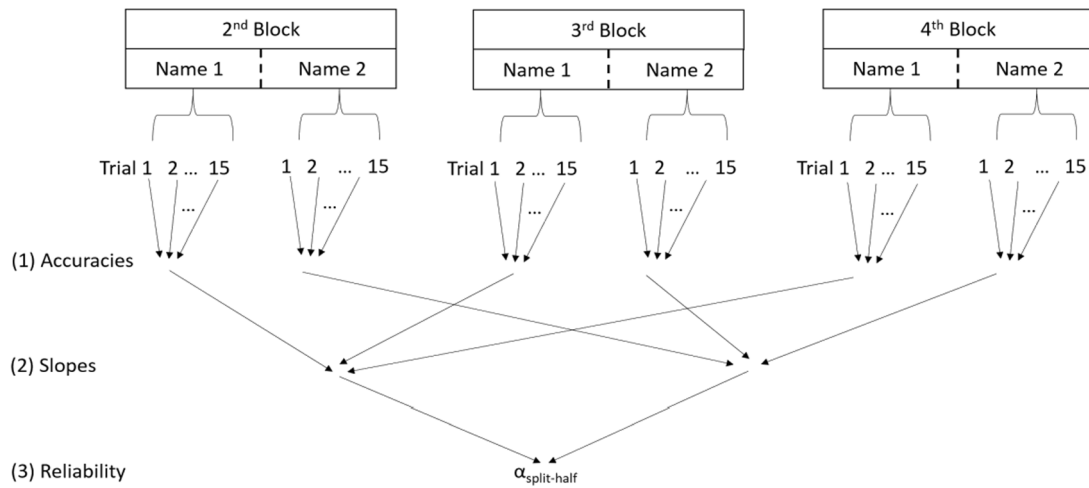 2nd Block 3rd Block 4th Block
Name 1 Name 2 Name 1 Name 2 Name 1 Name 2
Trial 1 2 ... 15 1 2 ... 15 Trial 1 2 ... 15 1 2 ... 15 Trial 1 2 ... 15 1 2 ... 15
... ... ... ... ... ...
(1) Accuracies
(2) Slopes
(3) Reliability αsplit-half